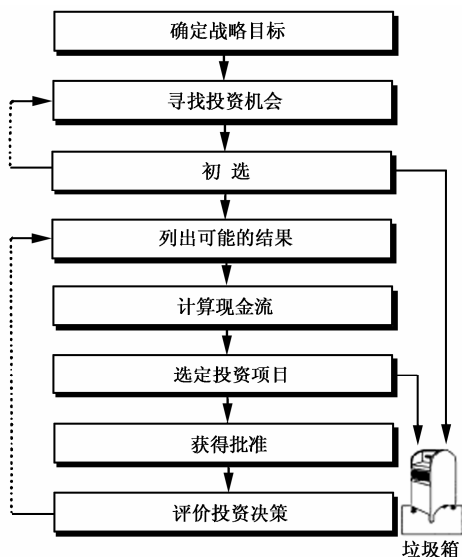 确定战略目标
寻找投资机会
初 选
列出可能的结果
计算现金流
选定投资项目
获得批准
评价投资决策
垃圾箱